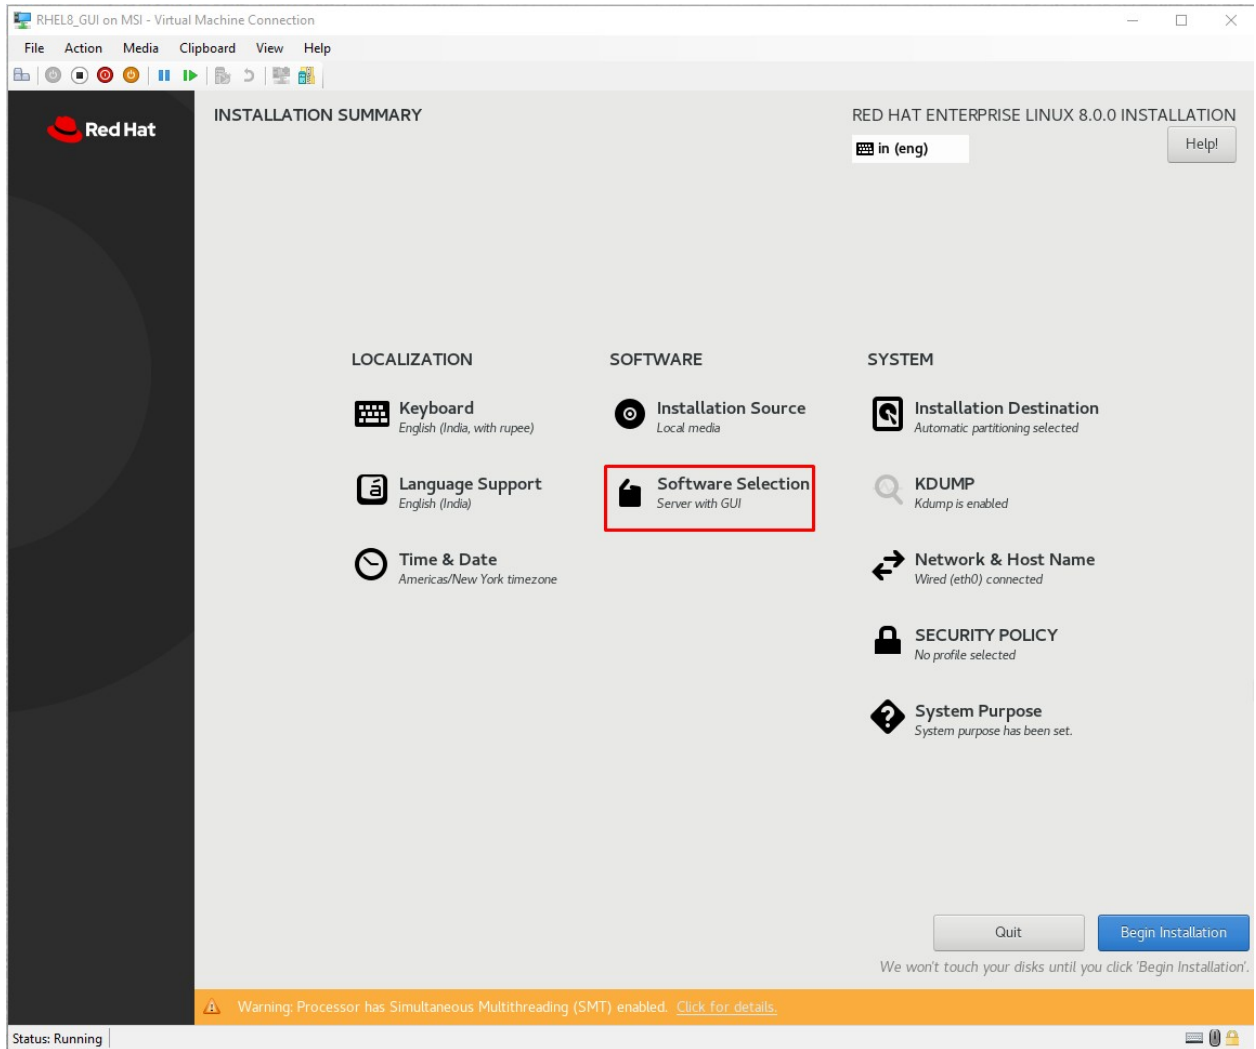 RHEL8_GUI on MSI - Virtual Machine Connection
File Action Media Clipboard View Help
Red Hat
INSTALLATION SUMMARY
RED HAT ENTERPRISE LINUX 8.0.0 INSTALLATION
in (eng)
Help!
LOCALIZATION
Keyboard
English (India, with rupee)
Language Support
English (India)
Time & Date
Americas/New York timezone
SOFTWARE
Installation Source
Local media
Software Selection
Server with GUI
SYSTEM
Installation Destination
Automatic partitioning selected
KDUMP
Kdump is enabled
Network & Host Name
Wired (eth0) connected
SECURITY POLICY
No profile selected
System Purpose
System purpose has been set.
Quit
Begin Installation
We won't touch your disks until you click 'Begin Installation'.
Warning: Processor has Simultaneous Multithreading (SMT) enabled. Click for details.
Status: Running